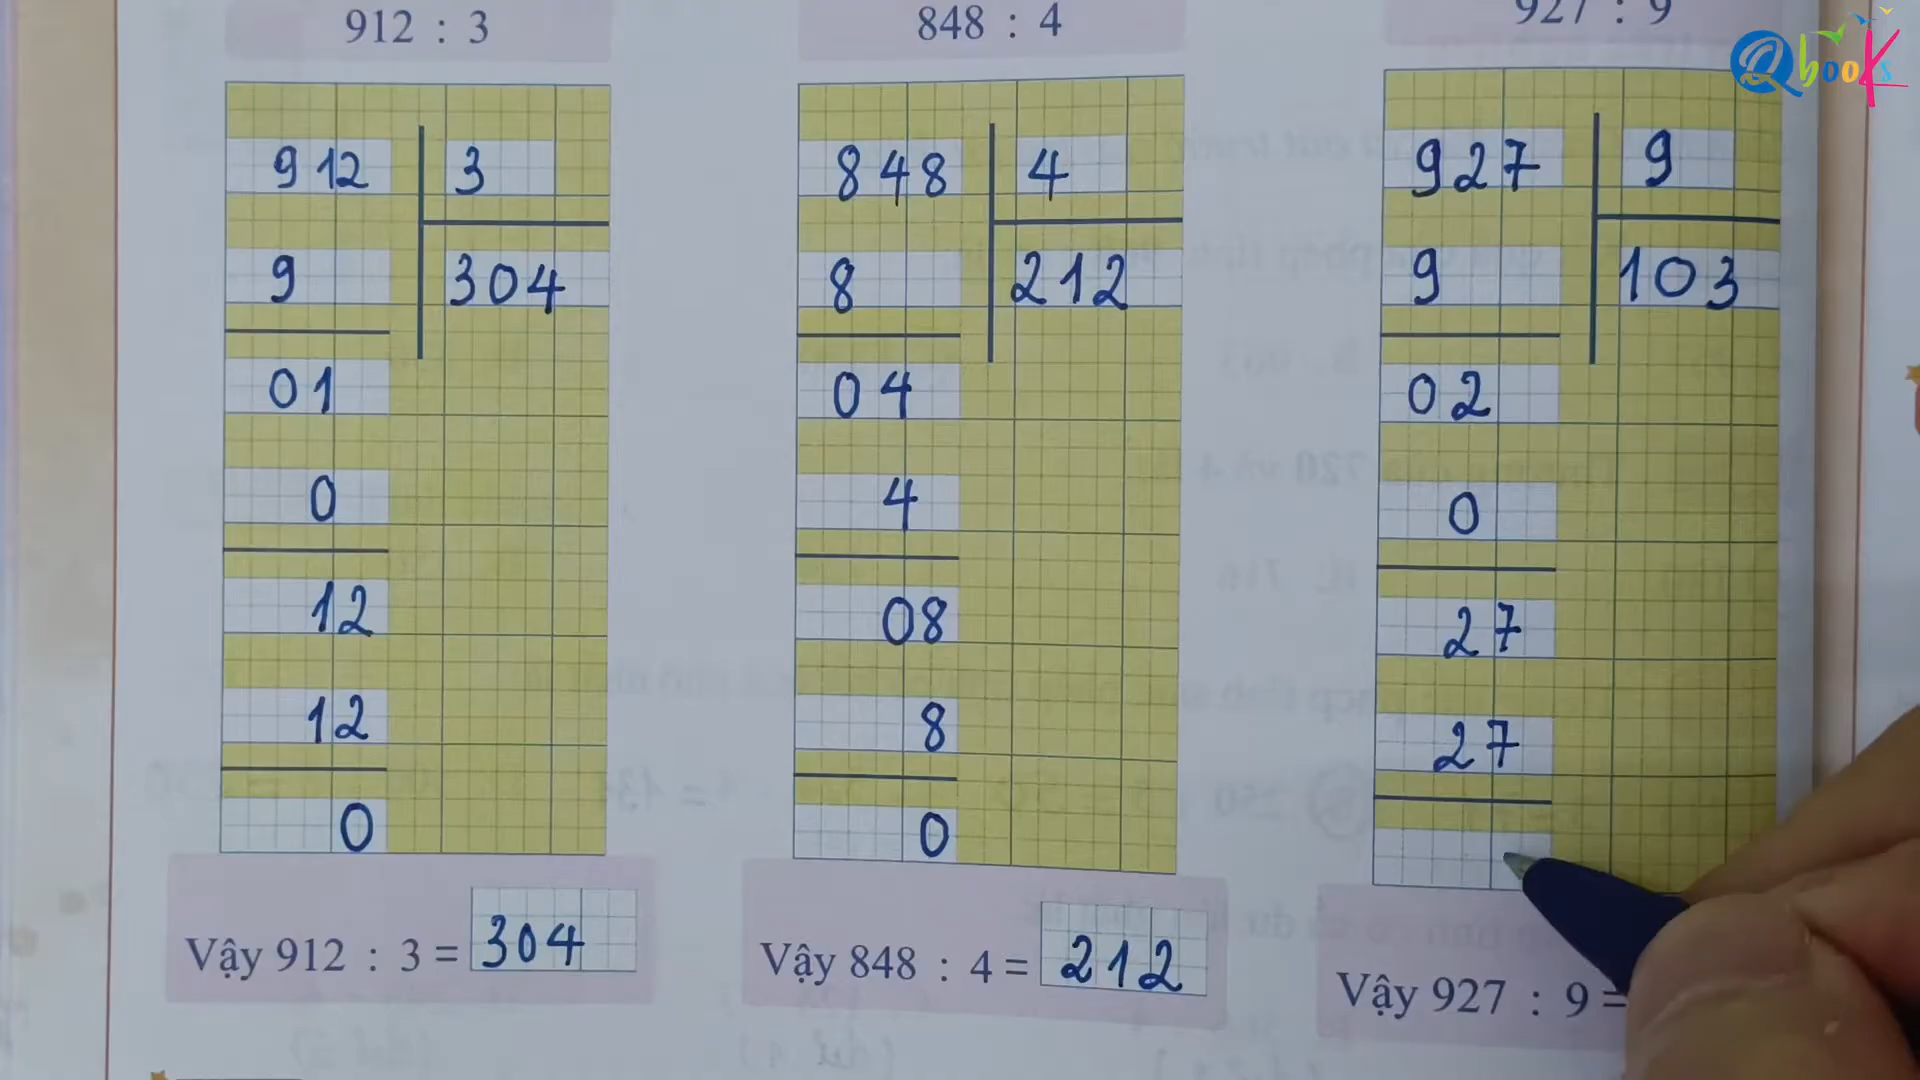 912 : 3
912 3
9 304
01
0
12
12
0
Vậy 912 : 3 = 304
848 : 4
848 4
8 212
04
4
08
8
0
Vậy 848 : 4 = 212
927 : 9
927 9
9 103
02
0
27
27
Vậy 927 : 9 =
Qbooks